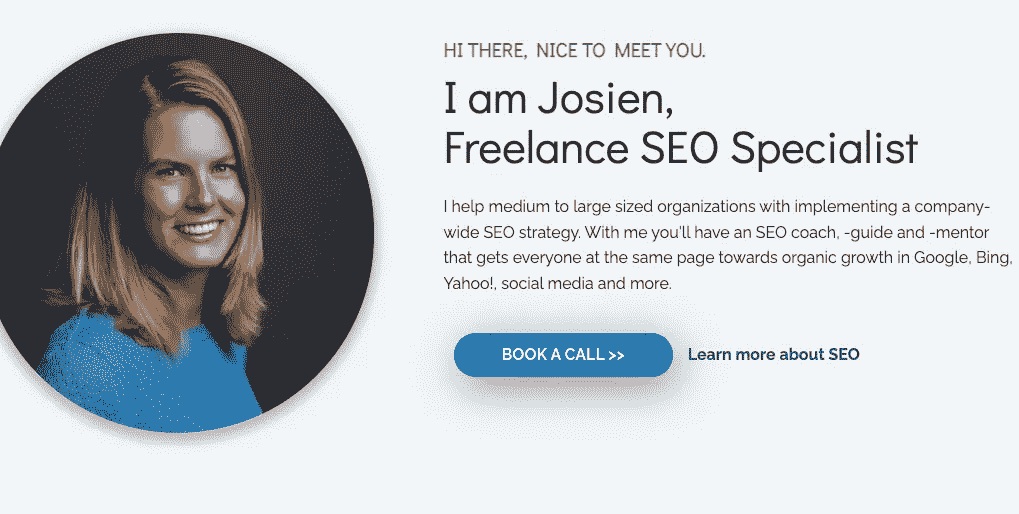 HI THERE, NICE TO MEET YOU.
I am Josien,
Freelance SEO Specialist
I help medium to large sized organizations with implementing a company-
wide SEO strategy. With me you'll have an SEO coach, -guide and -mentor
that gets everyone at the same page towards organic growth in Google, Bing,
Yahoo!, social media and more.
BOOK A CALL >> Learn more about SEO